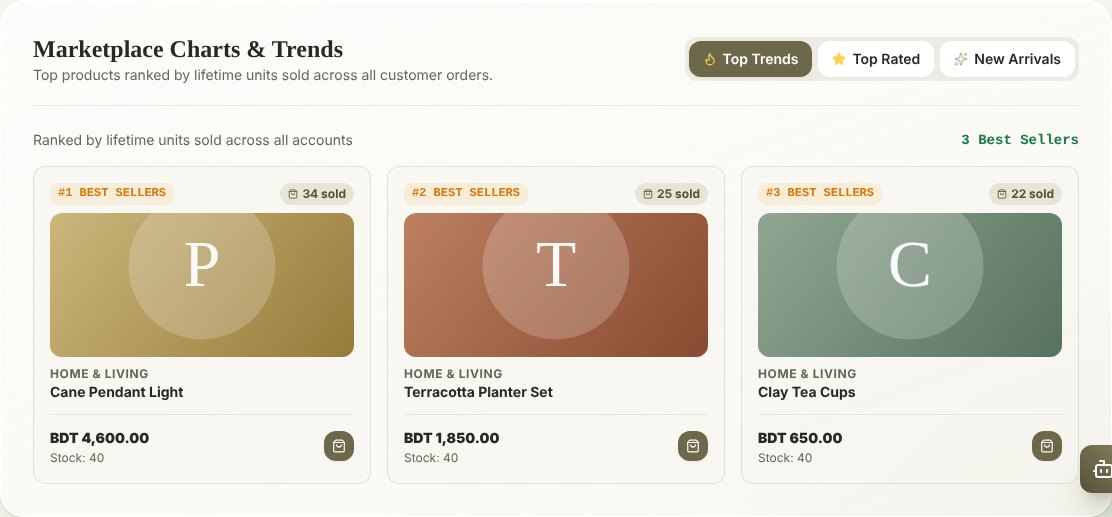 Marketplace Charts & Trends
Top products ranked by lifetime units sold across all customer orders.
Top Trends
Top Rated
New Arrivals
Ranked by lifetime units sold across all accounts
3 Best Sellers
#1 BEST SELLERS
34 sold
P
HOME & LIVING
Cane Pendant Light
BDT 4,600.00
Stock: 40
#2 BEST SELLERS
25 sold
T
HOME & LIVING
Terracotta Planter Set
BDT 1,850.00
Stock: 40
#3 BEST SELLERS
22 sold
C
HOME & LIVING
Clay Tea Cups
BDT 650.00
Stock: 40